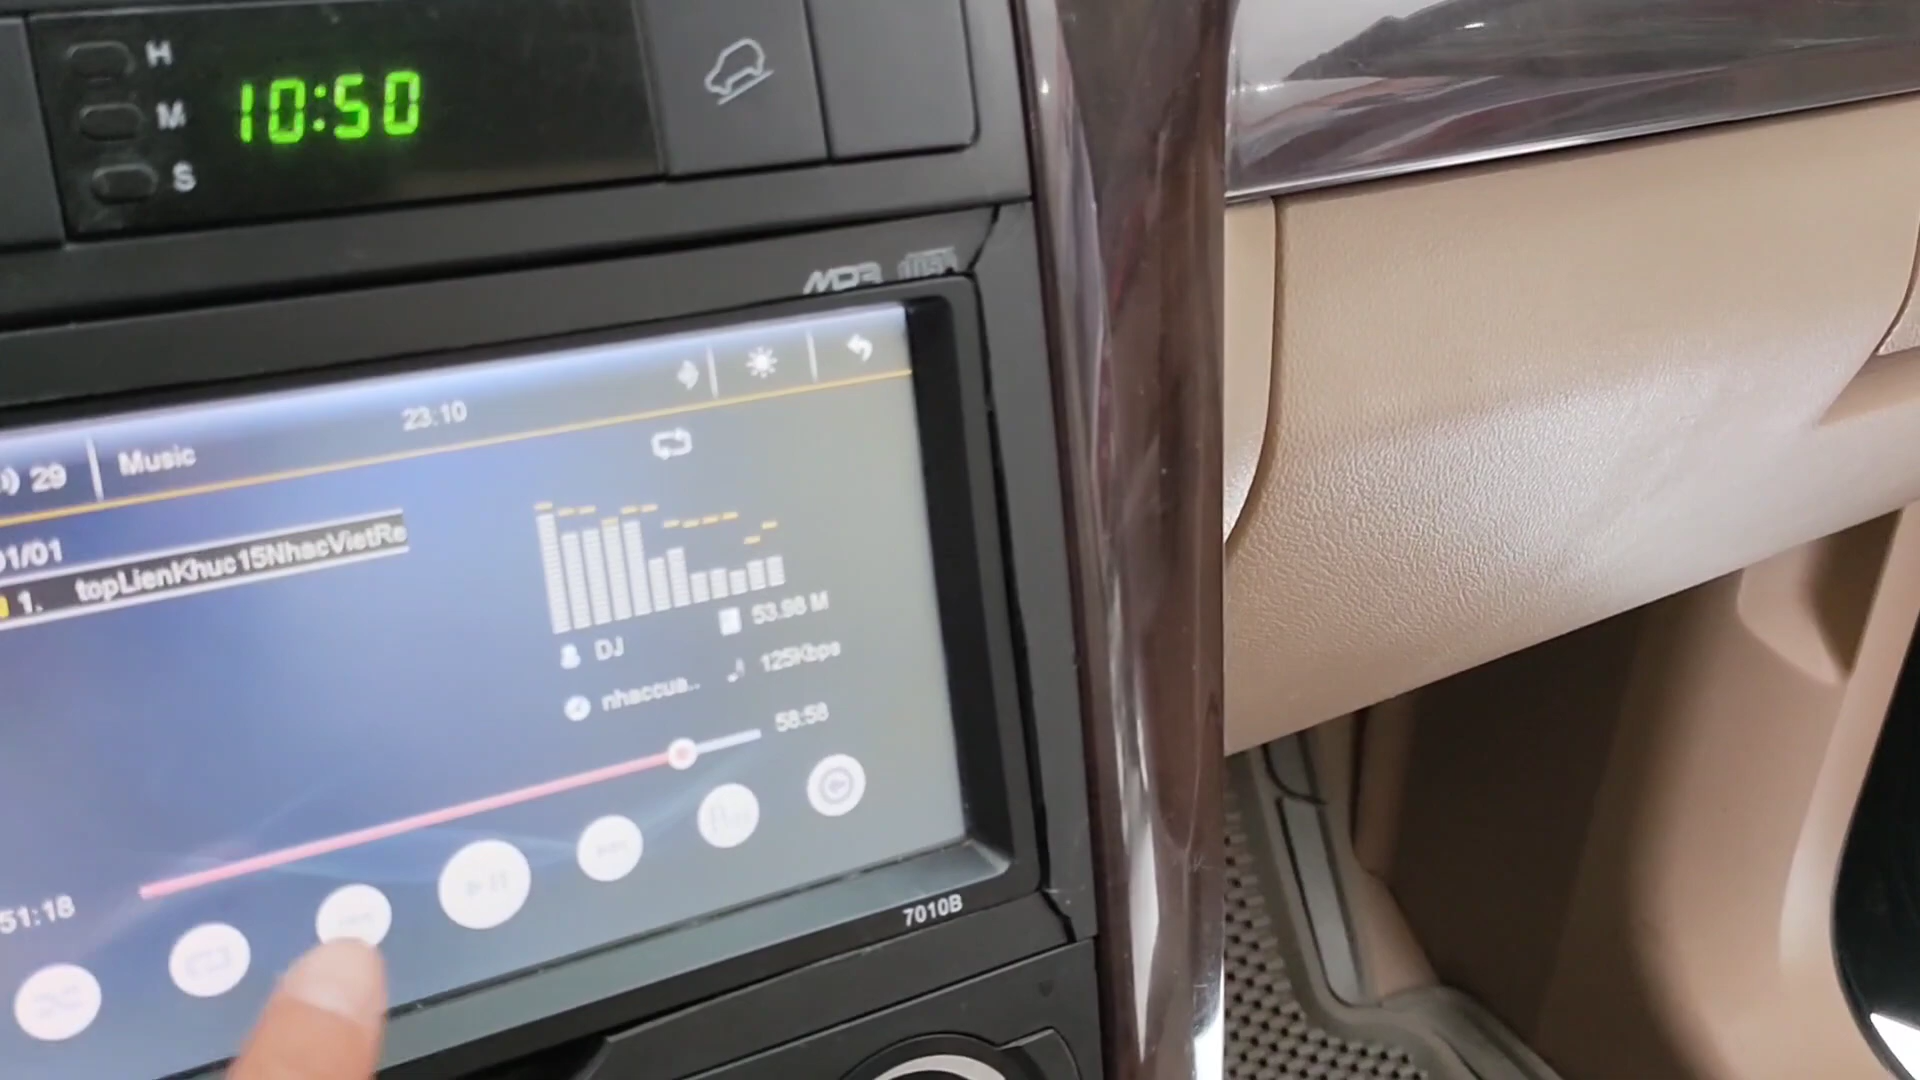 H
M
S
10:50
MP3
29
Music
23:10
01/01
1. topLienKhuc15NhacVietRe
53.98 M
DJ
125Kbps
nhaccua..
58:58
51:18
7010B